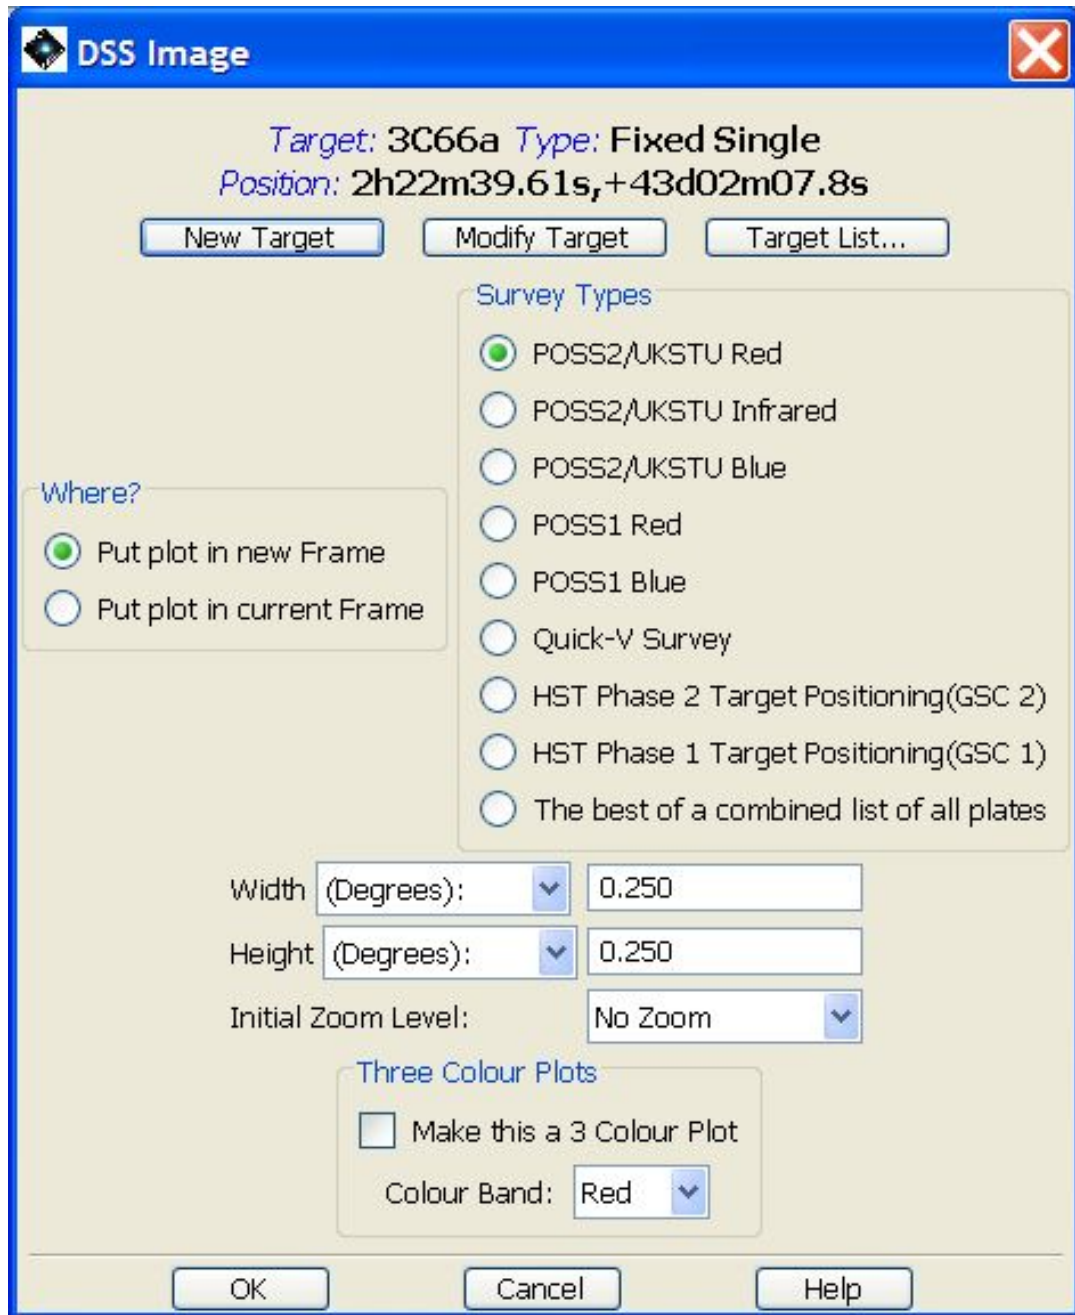 DSS Image
Target: 3C66a Type: Fixed Single
Position: 2h22m39.61s,+43d02m07.8s
New Target Modify Target Target List...
Survey Types
POSS2/UKSTU Red
POSS2/UKSTU Infrared
POSS2/UKSTU Blue
POSS1 Red
POSS1 Blue
Quick-V Survey
HST Phase 2 Target Positioning(GSC 2)
HST Phase 1 Target Positioning(GSC 1)
The best of a combined list of all plates
Where?
Put plot in new Frame
Put plot in current Frame
Width (Degrees): 0.250
Height (Degrees): 0.250
Initial Zoom Level: No Zoom
Three Colour Plots
Make this a 3 Colour Plot
Colour Band: Red
OK Cancel Help